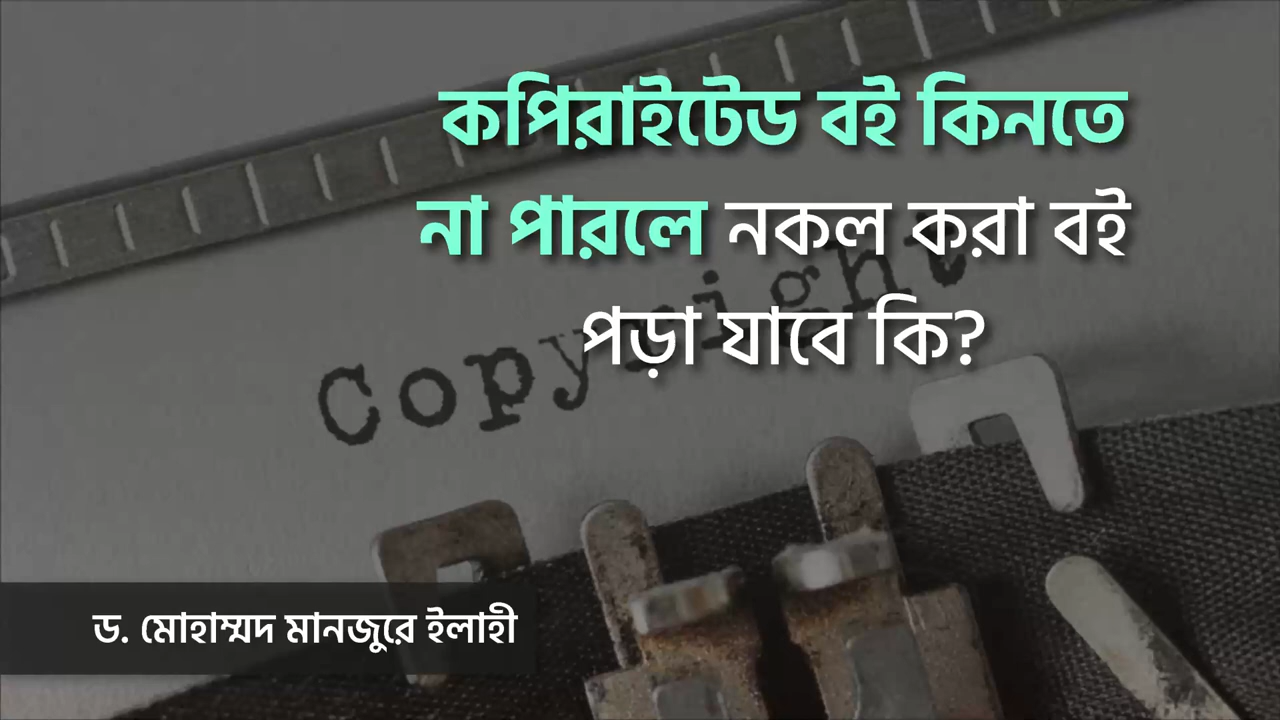 কপিরাইটেড বই কিনতে
না পারলে নকল করা বই
পড়া যাবে কি?
Copyright
ড. মোহাম্মদ মানজুরে ইলাহী